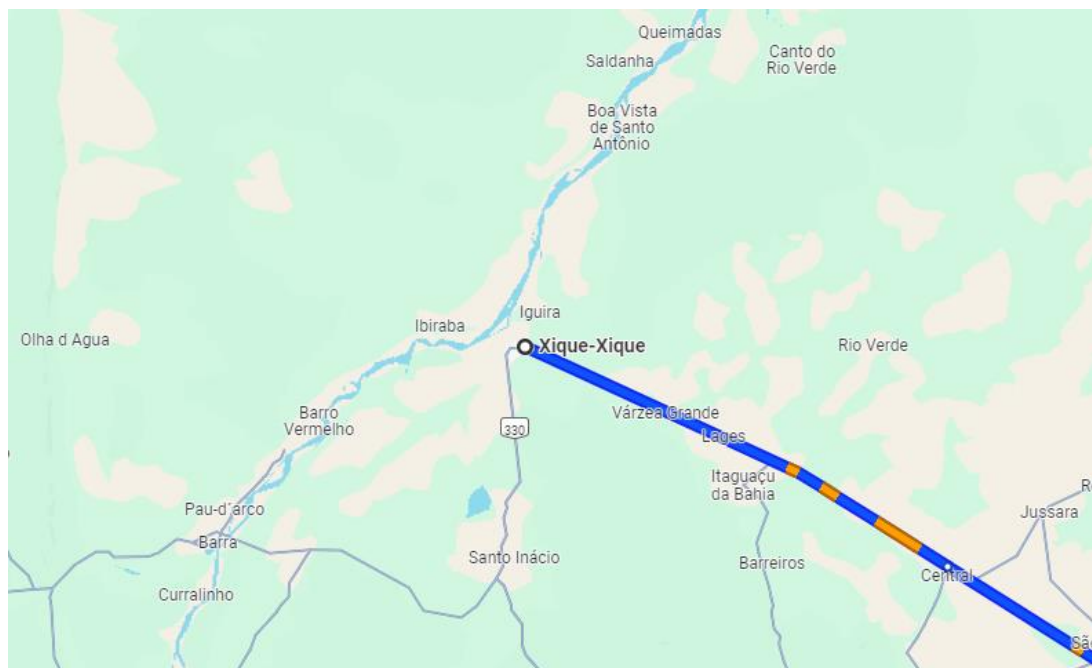 Queimadas
Saldanha
Canto do
Rio Verde
Boa Vista
de Santo
Antônio
Iguira
Ibiraba
Olha d Agua
Xique-Xique
Rio Verde
Barro
Vermelho
Várzea Grande
330
Lages
Itaguaçu
da Bahia
Pau-d´arco
Jussara
Barra
Santo Inácio
Barreiros
Central
Curralinho